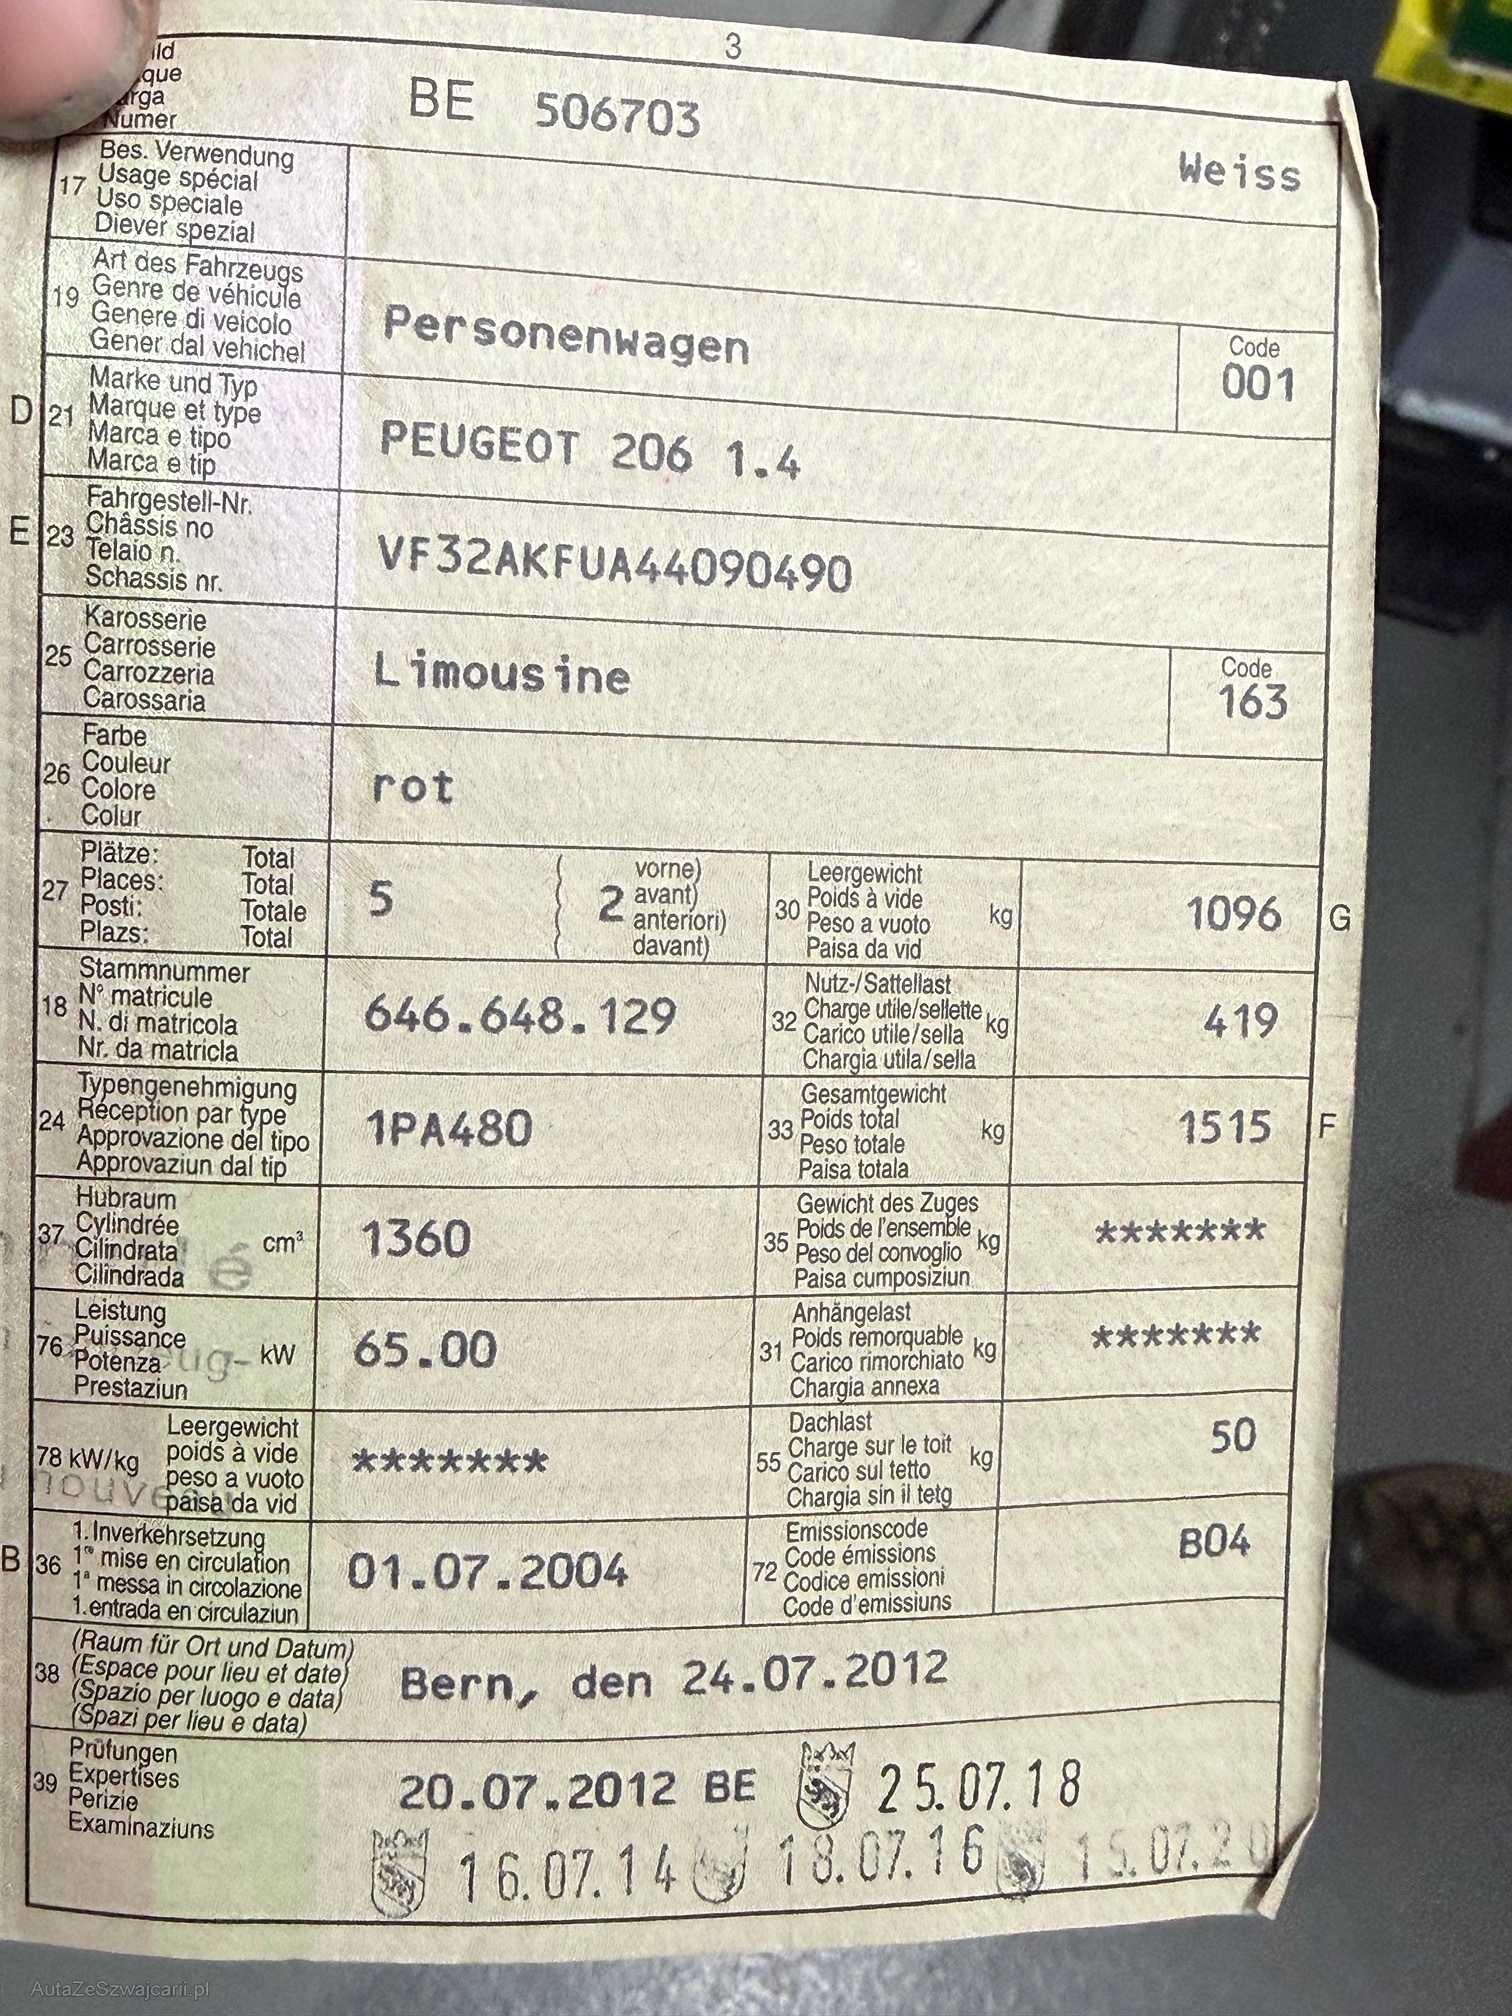 3
ld
que
arga
Numer
BE 506703
Weiss
17
Bes. Verwendung
Usage spécial
Uso speciale
Diever spezial
19
Art des Fahrzeugs
Genre de véhicule
Genere di veicolo
Gener dal vehichel
Personenwagen
Code
001
D 21
Marke und Typ
Marque et type
Marca e tipo
Marca e tip
PEUGEOT 206 1.4
E 23
Fahrgestell-Nr.
Châssis no
Telaio n.
Schassis nr.
VF32AKFUA44090490
25
Karosserie
Carrosserie
Carrozzeria
Carossaria
Limousine
Code
163
26
Farbe
Couleur
Colore
Colur
rot
27
Plätze: Total
Places: Total
Posti: Totale
Plazs: Total
5
2
( vorne)
avant)
anteriori)
( davant)
30
Leergewicht
Poids à vide
Peso a vuoto
Paisa da vid
kg
1096
G
18
Stammnummer
N° matricule
N. di matricola
Nr. da matricla
646.648.129
32
Nutz-/Sattellast
Charge utile/sellette
Carico utile/sella
Chargia utila/sella
kg
419
24
Typengenehmigung
Réception par type
Approvazione del tipo
Approvaziun dal tip
1PA480
33
Gesamtgewicht
Poids total
Peso totale
Paisa totala
kg
1515
F
37
Hubraum
Cylindrée
Cilindrata
Cilindrada
cm³
1360
35
Gewicht des Zuges
Poids de l'ensemble
Peso del convoglio
Paisa cumposiziun
kg
*******
76
Leistung
Puissance
Potenza
Prestaziun
kW
65.00
31
Anhängelast
Poids remorquable
Carico rimorchiato
Chargia annexa
kg
*******
78 kW/kg
Leergewicht
poids à vide
peso a vuoto
paisa da vid
*******
55
Dachlast
Charge sur le toit
Carico sul tetto
Chargia sin il tetg
kg
50
B 36
1. Inverkehrsetzung
1re mise en circulation
1a messa in circolazione
1. entrada en circulaziun
01.07.2004
72
Emissionscode
Code émissions
Codice emissioni
Code d'emissiuns
B04
38
(Raum für Ort und Datum)
(Espace pour lieu et date)
(Spazio per luogo e data)
(Spazi per lieu e data)
Bern, den 24.07.2012
39
Prüfungen
Expertises
Perizie
Examinaziuns
20.07.2012 BE 25.07.18
16.07.14 18.07.16 15.07.20
AutaZeSzwajcarii.pl